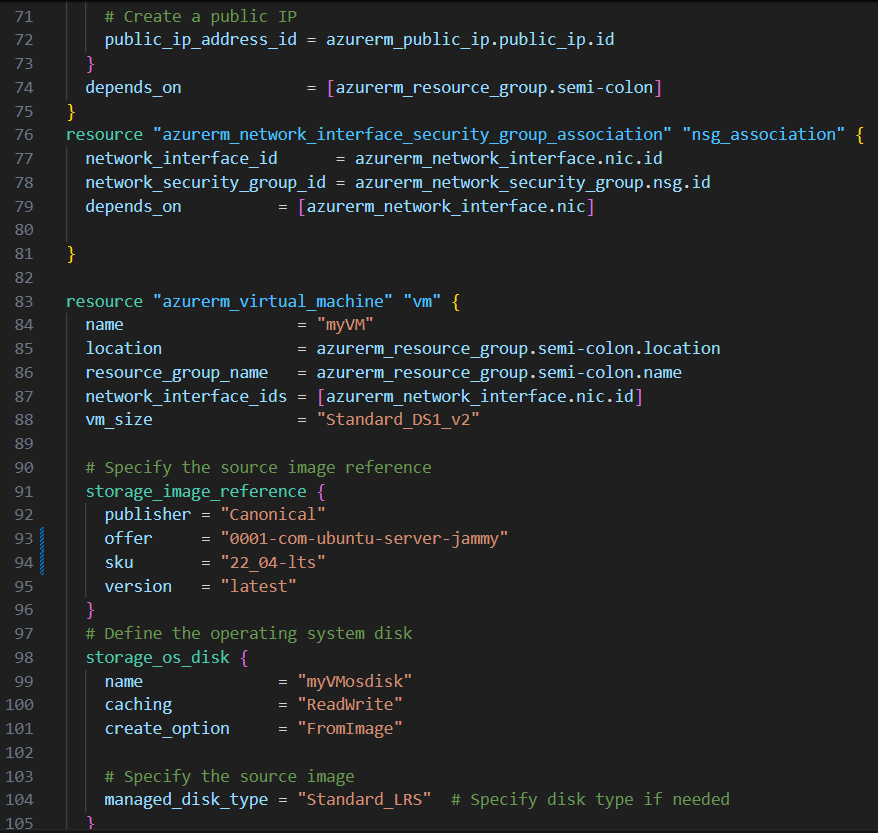 71 # Create a public IP
72 public_ip_address_id = azurerm_public_ip.public_ip.id
73 }
74 depends_on = [azurerm_resource_group.semi-colon]
75 }
76 resource "azurerm_network_interface_security_group_association" "nsg_association" {
77 network_interface_id = azurerm_network_interface.nic.id
78 network_security_group_id = azurerm_network_security_group.nsg.id
79 depends_on = [azurerm_network_interface.nic]
80
81 }
82
83 resource "azurerm_virtual_machine" "vm" {
84 name = "myVM"
85 location = azurerm_resource_group.semi-colon.location
86 resource_group_name = azurerm_resource_group.semi-colon.name
87 network_interface_ids = [azurerm_network_interface.nic.id]
88 vm_size = "Standard_DS1_v2"
89
90 # Specify the source image reference
91 storage_image_reference {
92 publisher = "Canonical"
93 offer = "0001-com-ubuntu-server-jammy"
94 sku = "22_04-lts"
95 version = "latest"
96 }
97 # Define the operating system disk
98 storage_os_disk {
99 name = "myVMosdisk"
100 caching = "ReadWrite"
101 create_option = "FromImage"
102
103 # Specify the source image
104 managed_disk_type = "Standard_LRS" # Specify disk type if needed
105 }